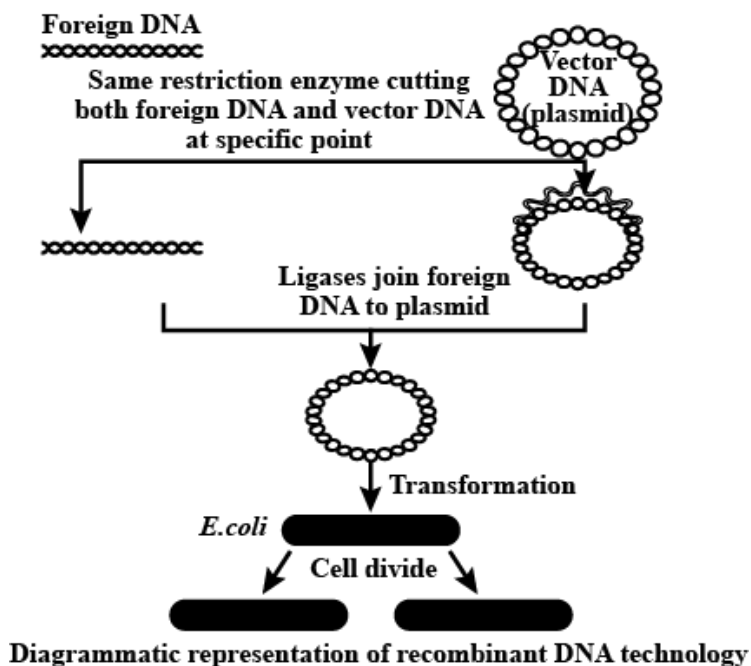 Foreign DNA
Vector
DNA
(plasmid)
Same restriction enzyme cutting
both foreign DNA and vector DNA
at specific point
Ligases join foreign
DNA to plasmid
Transformation
E.coli
Cell divide
Diagrammatic representation of recombinant DNA technology